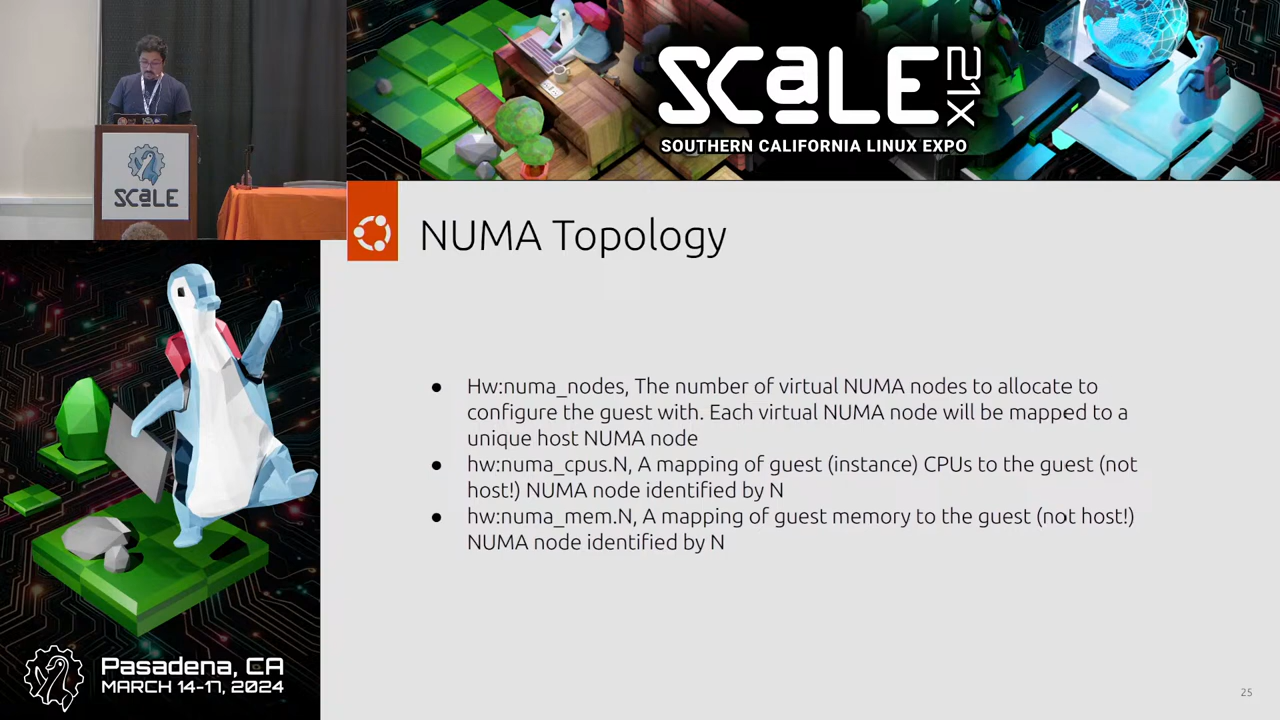 SCaLE
21X
SOUTHERN CALIFORNIA LINUX EXPO
SCaLE
NUMA Topology
● Hw:numa_nodes, The number of virtual NUMA nodes to allocate to
configure the guest with. Each virtual NUMA node will be mapped to a
unique host NUMA node
● hw:numa_cpus.N, A mapping of guest (instance) CPUs to the guest (not
host!) NUMA node identified by N
● hw:numa_mem.N, A mapping of guest memory to the guest (not host!)
NUMA node identified by N
Pasadena, CA
MARCH 14-17, 2024
25